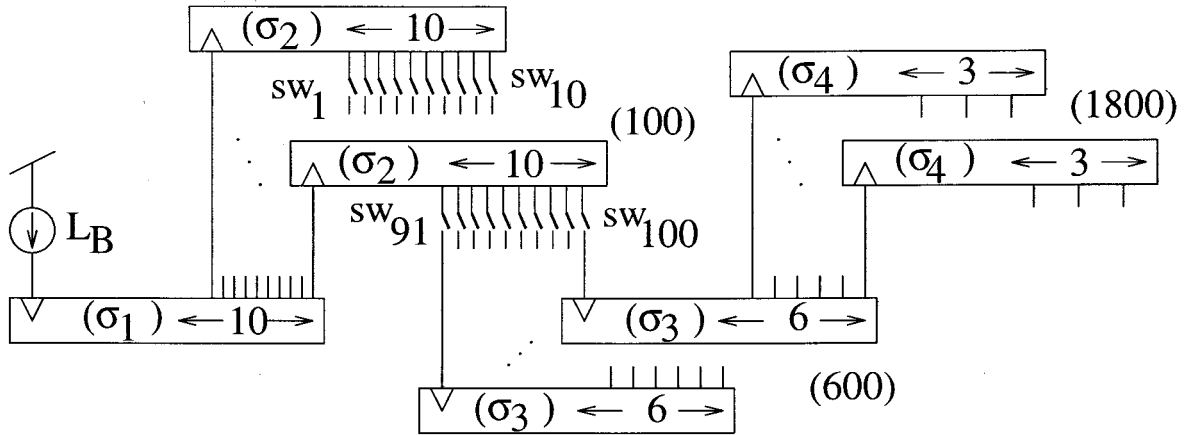 (σ2) 10
sw1
sw10
(σ4) 3
(1800)
(100)
(σ2) 10
(σ4) 3
sw91
sw100
LB
(σ1) 10
(σ3) 6
(600)
(σ3) 6